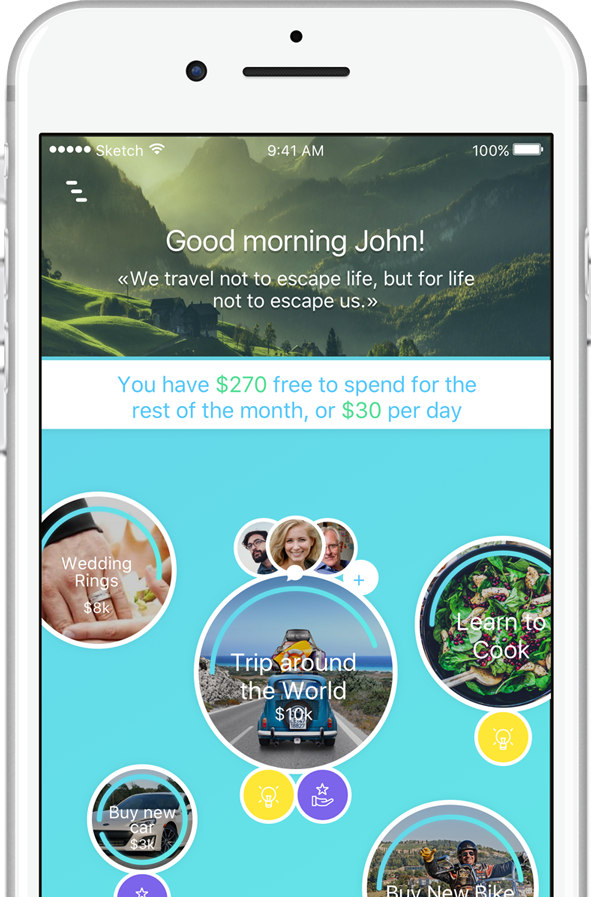 Sketch 9:41 AM 100%
Good morning John!
«We travel not to escape life, but for life
not to escape us.»
You have $270 free to spend for the
rest of the month, or $30 per day
Wedding
Rings
$8k
+
Trip around
the World
$10k
Learn to
Cook
Buy new
car
$3k
Buy New Bike